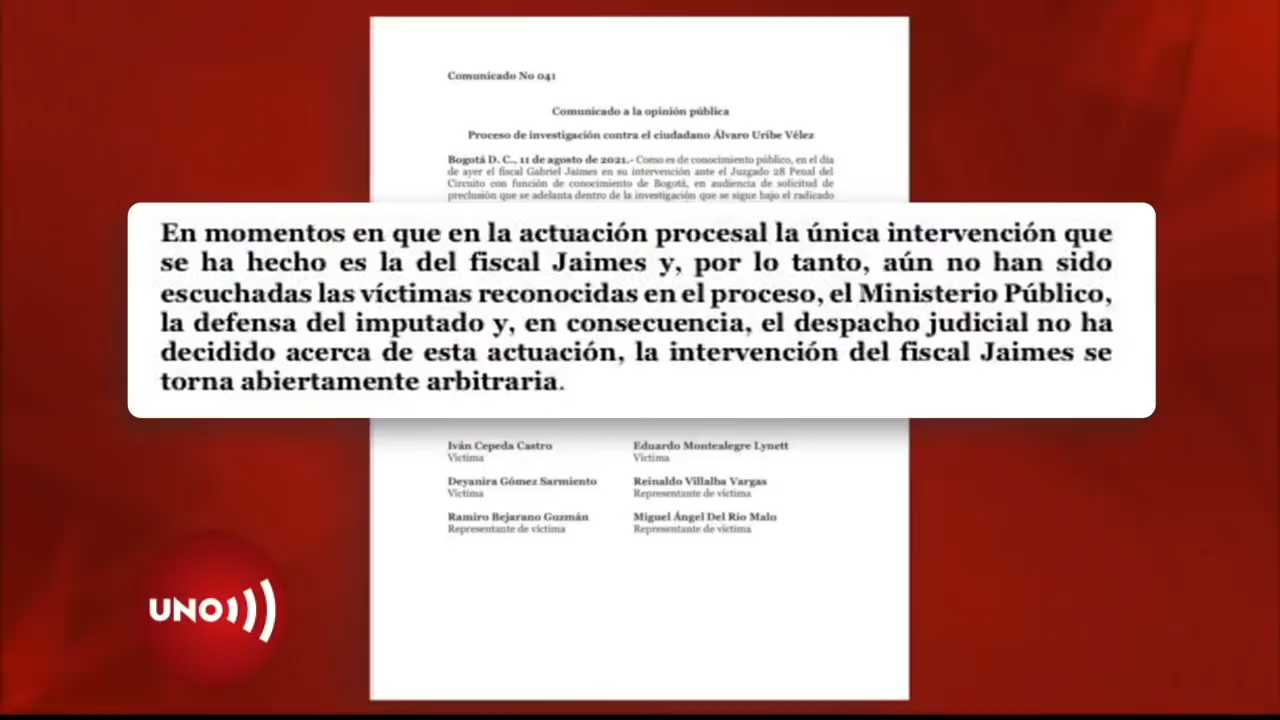 Comunicado No 041
Comunicado a la opinión pública
Proceso de investigación contra el ciudadano Álvaro Uribe Vélez
Bogotá D. C., 11 de agosto de 2021.- Como es de conocimiento público, en el día
de ayer el fiscal Gabriel Jaimes en su intervención ante el Juzgado 28 Penal del
Circuito con función de conocimiento de Bogotá, en audiencia de solicitud de
preclusión que se adelanta dentro de la investigación que se sigue bajo el radicado
En momentos en que en la actuación procesal la única intervención que
se ha hecho es la del fiscal Jaimes y, por lo tanto, aún no han sido
escuchadas las víctimas reconocidas en el proceso, el Ministerio Público,
la defensa del imputado y, en consecuencia, el despacho judicial no ha
decidido acerca de esta actuación, la intervención del fiscal Jaimes se
torna abiertamente arbitraria.
Iván Cepeda Castro Eduardo Montealegre Lynett
Víctima Víctima
Deyanira Gómez Sarmiento Reinaldo Villalba Vargas
Víctima Representante de víctima
Ramiro Bejarano Guzmán Miguel Ángel Del Río Malo
Representante de víctima Representante de víctima
UNO